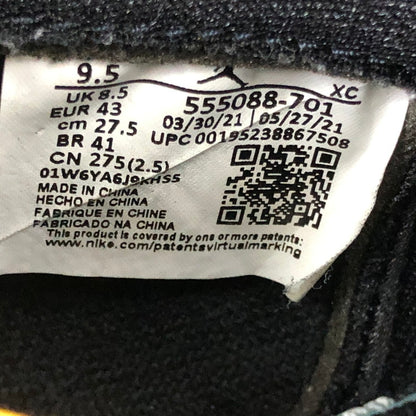 9.5 XC
UK 8.5 555088-701
EUR 43 03/30/21 05/27/21
cm 27.5 UPC 00195238867508
BR 41
CN 275(2.5)
01W6YA6J9KHS5
MADE IN CHINA
HECHO EN CHINA
FABRIQUÉ EN CHINE
FABRICADO NA CHINA
This product is covered by one or more patents:
www.nike.com/patentsvirtualmarking